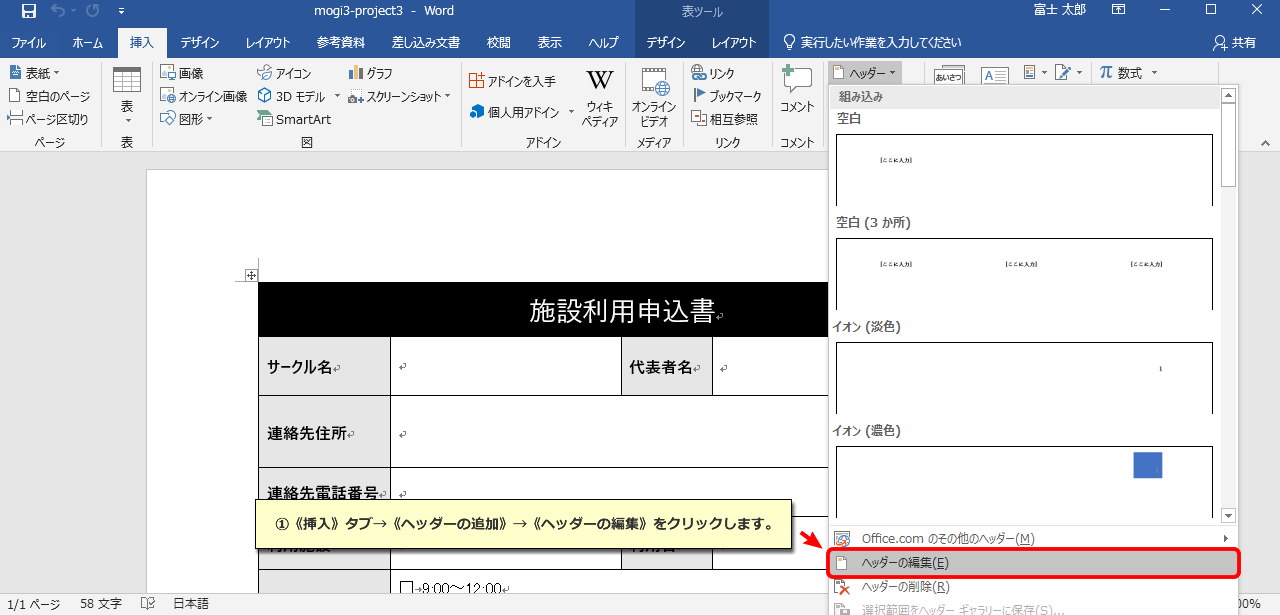 mogi3-project3 - Word
表ツール
富士 太郎
ファイル ホーム 挿入 デザイン レイアウト 参考資料 差し込み文書 校閲 表示 ヘルプ デザイン レイアウト 実行したい作業を入力してください 共有
表紙
空白のページ
ページ区切り
ページ
表
表
画像
オンライン画像
図形
アイコン
3D モデル
SmartArt
グラフ
スクリーンショット
図
アドインを入手
個人用アドイン
アドイン
W
ウィキ
ペディア
オンライン
ビデオ
メディア
リンク
ブックマーク
相互参照
リンク
コメント
コメント
ヘッダー
あいさつ
A
π 数式
組み込み
空白
[ここに入力]
空白 (3 か所)
[ここに入力] [ここに入力] [ここに入力]
イオン (淡色)
1
イオン (濃色)
Office.com のその他のヘッダー(M)
ヘッダーの編集(E)
ヘッダーの削除(R)
選択範囲をヘッダー ギャラリーに保存(S)...
施設利用申込書
サークル名
代表者名
連絡先住所
連絡先電話番号
①《挿入》タブ→《ヘッダーの追加》→《ヘッダーの編集》をクリックします。
□→9:00～12:00
1/1 ページ 58 文字 日本語
00%